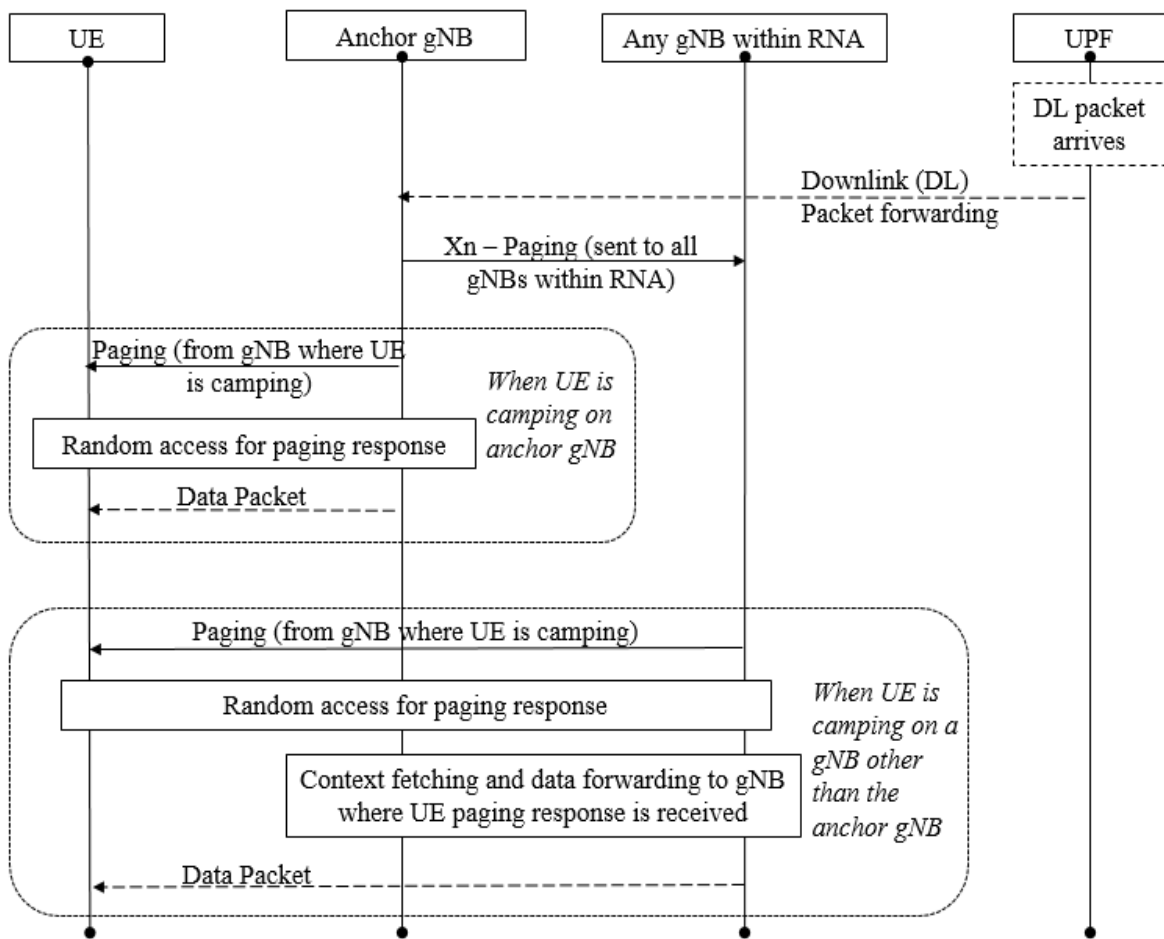 UE
Anchor gNB
Any gNB within RNA
UPF
DL packet
arrives
Downlink (DL)
Packet forwarding
Xn – Paging (sent to all
gNBs within RNA)
Paging (from gNB where UE
is camping)
When UE is
camping on
anchor gNB
Random access for paging response
Data Packet
Paging (from gNB where UE is camping)
Random access for paging response
When UE is
camping on a
gNB other
than the
anchor gNB
Context fetching and data forwarding to gNB
where UE paging response is received
Data Packet